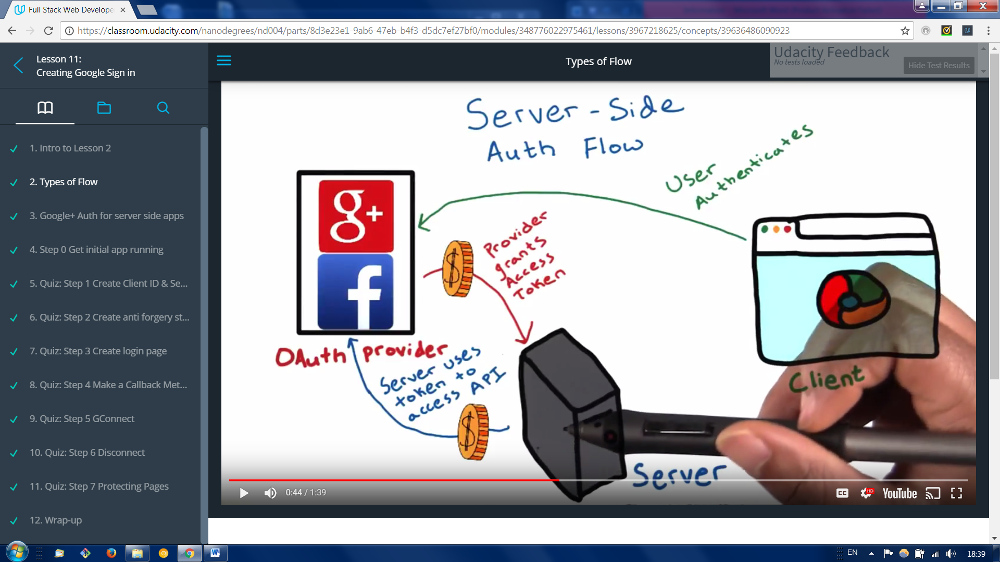 Full Stack Web Develope
https://classroom.udacity.com/nanodegrees/nd004/parts/8d3e23e1-9ab6-47eb-b4f3-d5dc7ef27bf0/modules/348776022975461/lessons/3967218625/concepts/39636486090923
Lesson 11:
Creating Google Sign in
Types of Flow
Udacity Feedback
No tests loaded
Hide Test Results
1. Intro to Lesson 2
2. Types of Flow
3. Google+ Auth for server side apps
4. Step 0 Get initial app running
5. Quiz: Step 1 Create Client ID & Se...
6. Quiz: Step 2 Create anti forgery st...
7. Quiz: Step 3 Create login page
8. Quiz: Step 4 Make a Callback Met...
9. Quiz: Step 5 GConnect
10. Quiz: Step 6 Disconnect
11. Quiz: Step 7 Protecting Pages
12. Wrap-up
Server-Side
Auth Flow
User
Authenticates
g+
f
Provider
grants
Access
Token
$
OAuth provider
Server uses
token to
access API
$
Client
Server
0:44 / 1:39
CC
HD
YouTube
W
EN
18:39